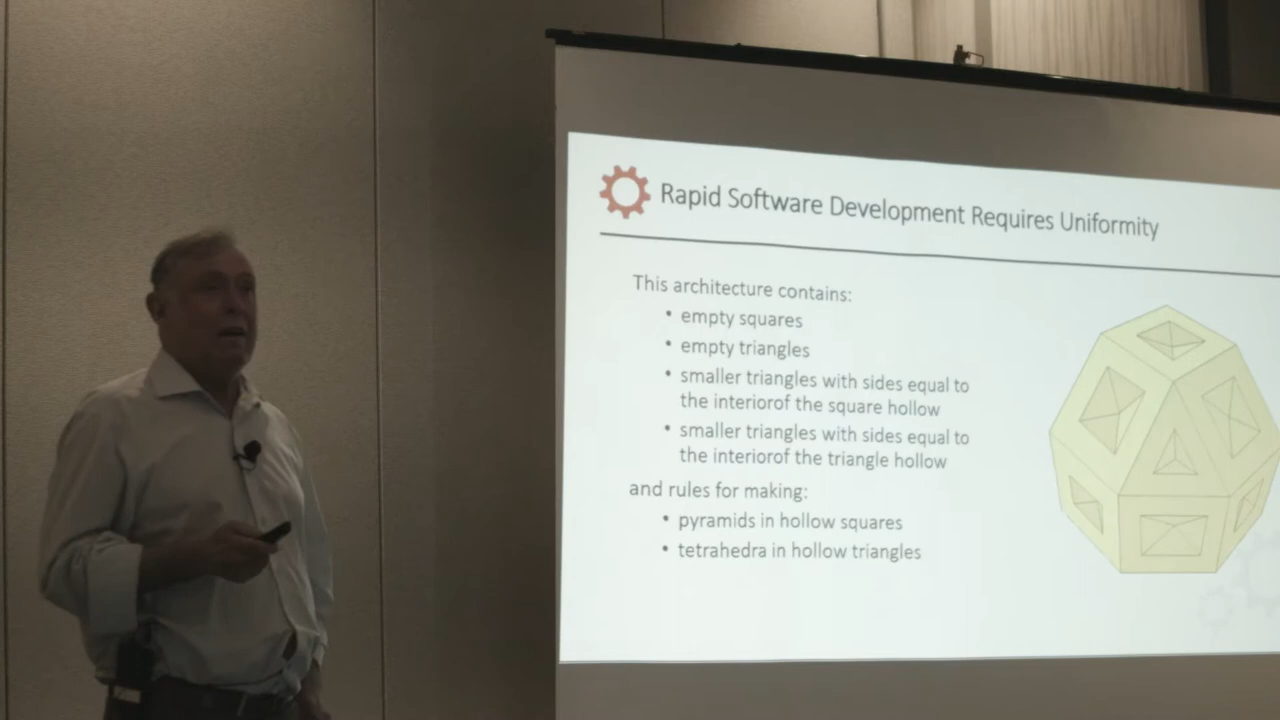 Rapid Software Development Requires Uniformity
This architecture contains:
• empty squares
• empty triangles
• smaller triangles with sides equal to
the interiorof the square hollow
• smaller triangles with sides equal to
the interiorof the triangle hollow
and rules for making:
• pyramids in hollow squares
• tetrahedra in hollow triangles